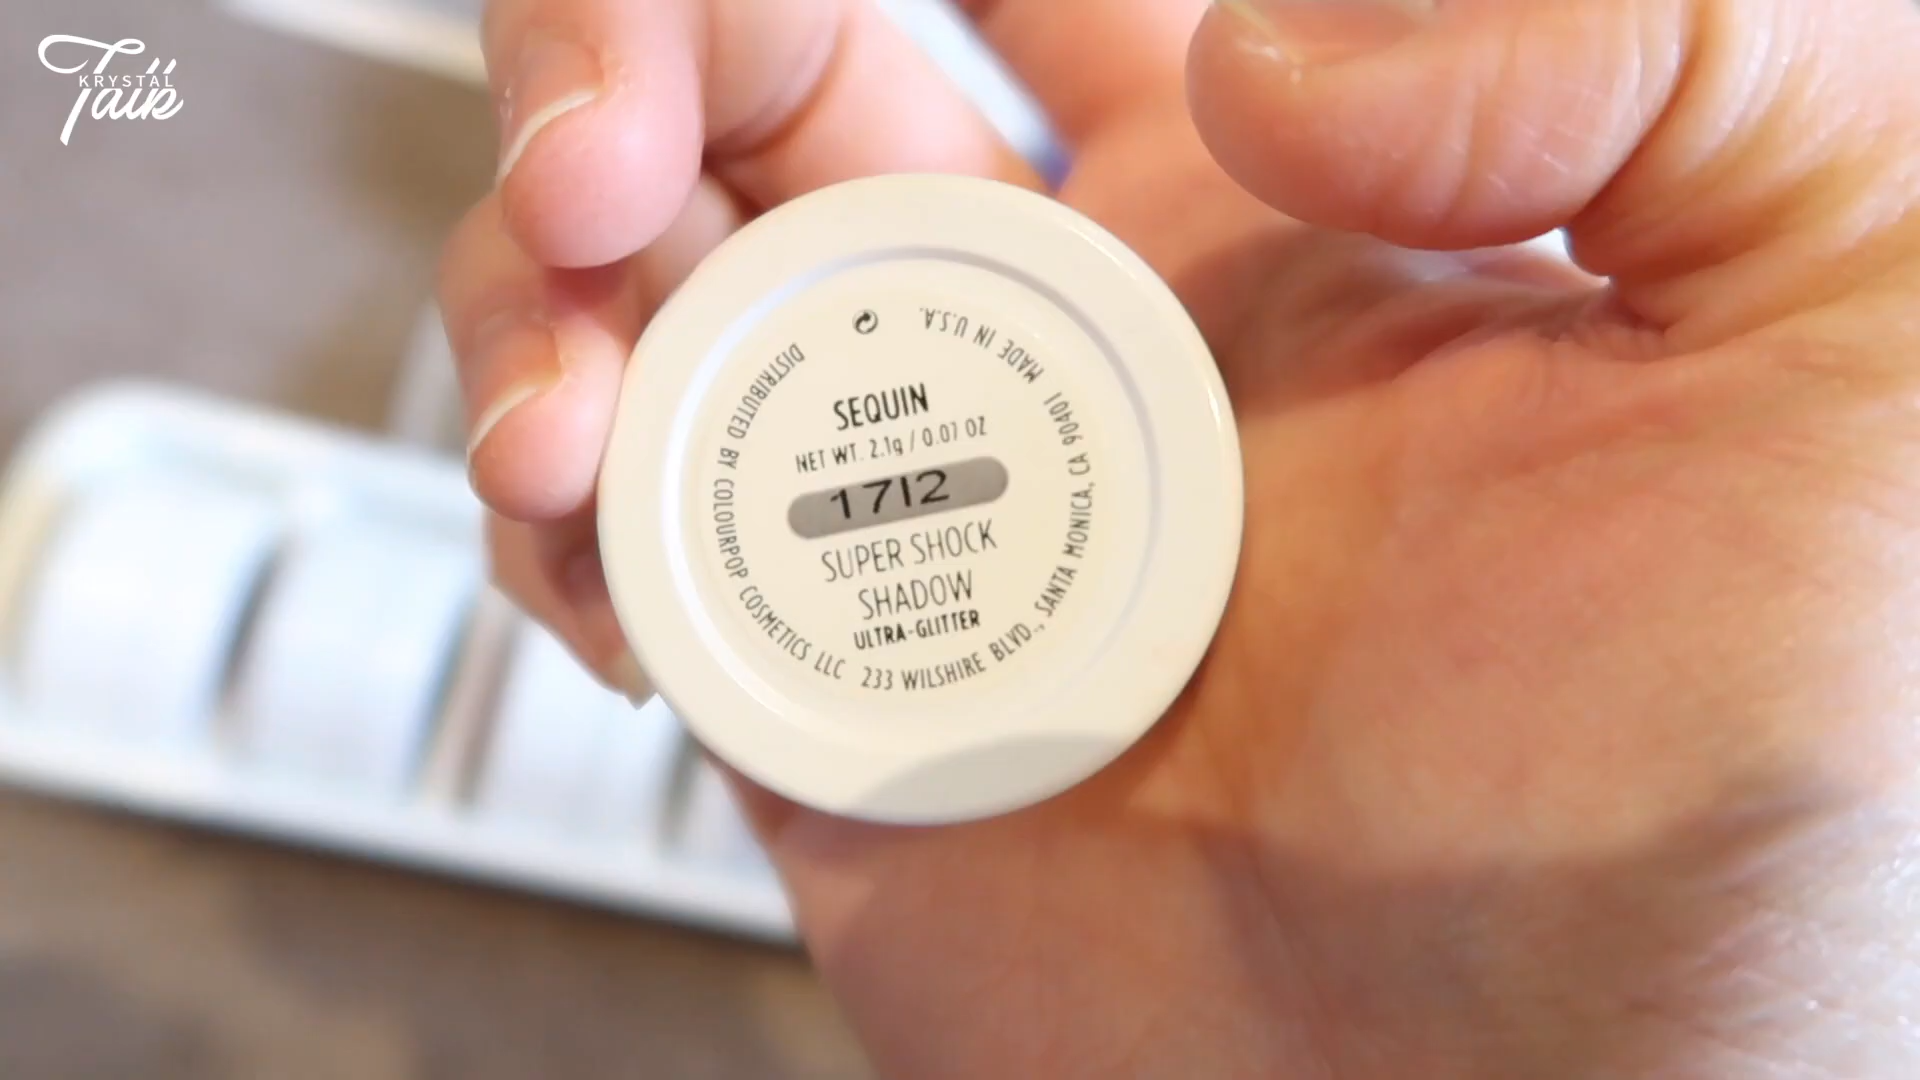 KRYSTAL
Talk
SEQUIN
NET WT. 2.1g / 0.07 OZ
1712
SUPER SHOCK
SHADOW
ULTRA-GLITTER
DISTRIBUTED BY COLOURPOP COSMETICS LLC 233 WILSHIRE BLVD., SANTA MONICA, CA 90401 MADE IN U.S.A.